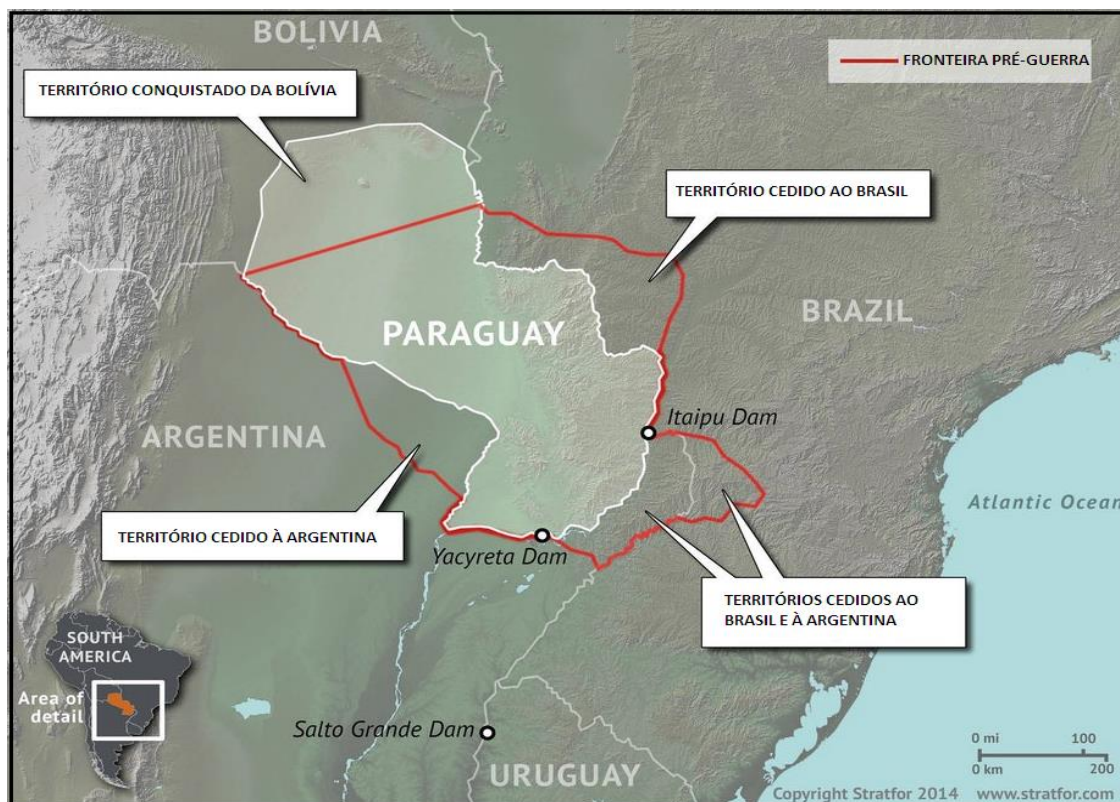 BOLIVIA
FRONTEIRA PRÉ-GUERRA
TERRITÓRIO CONQUISTADO DA BOLÍVIA
TERRITÓRIO CEDIDO AO BRASIL
PARAGUAY
BRAZIL
Itaipu Dam
ARGENTINA
Atlantic Ocean
TERRITÓRIO CEDIDO À ARGENTINA
Yacyreta Dam
TERRITÓRIOS CEDIDOS AO
BRASIL E À ARGENTINA
SOUTH
AMERICA
Area of
detail
Salto Grande Dam
URUGUAY
0 mi 100
0 km 200
Copyright Stratfor 2014 www.stratfor.com